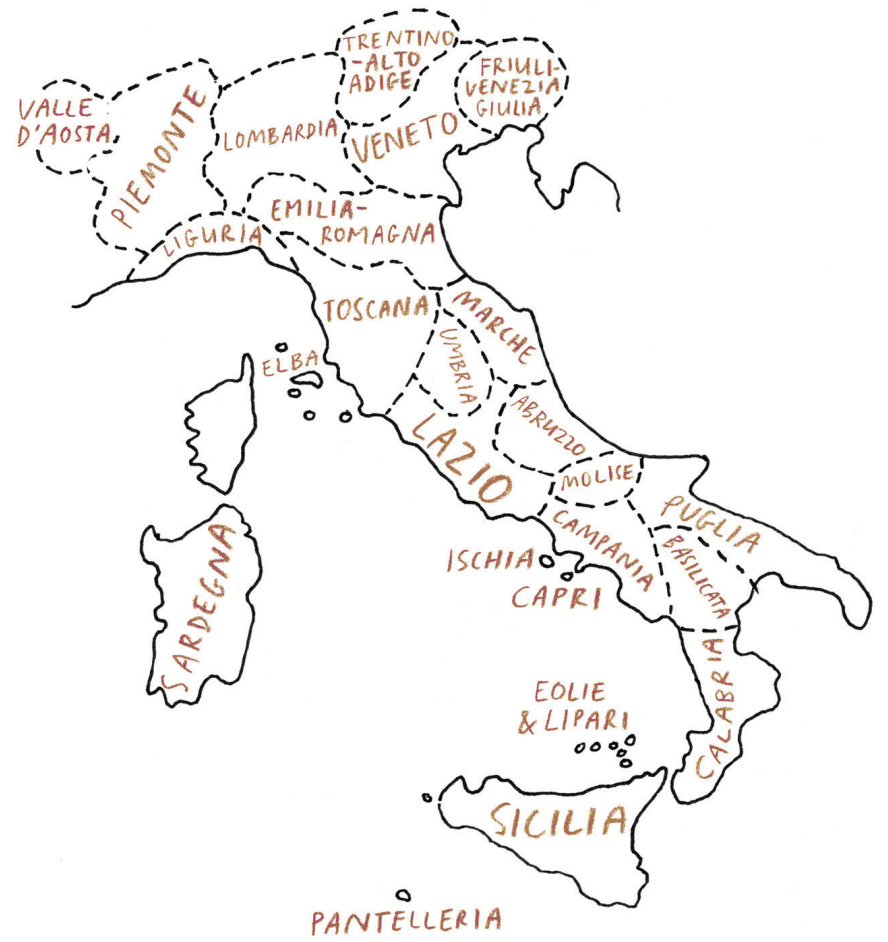 TRENTINO
-ALTO
ADIGE
FRIULI-
VENEZIA
GIULIA
VALLE
D'AOSTA
PIEMONTE
LOMBARDIA
VENETO
EMILIA-
ROMAGNA
LIGURIA
TOSCANA
MARCHE
UMBRIA
ELBA
ABRUZZO
LAZIO
MOLISE
PUGLIA
CAMPANIA
BASILICATA
ISCHIA
CAPRI
SARDEGNA
CALABRIA
EOLIE
& LIPARI
SICILIA
PANTELLERIA